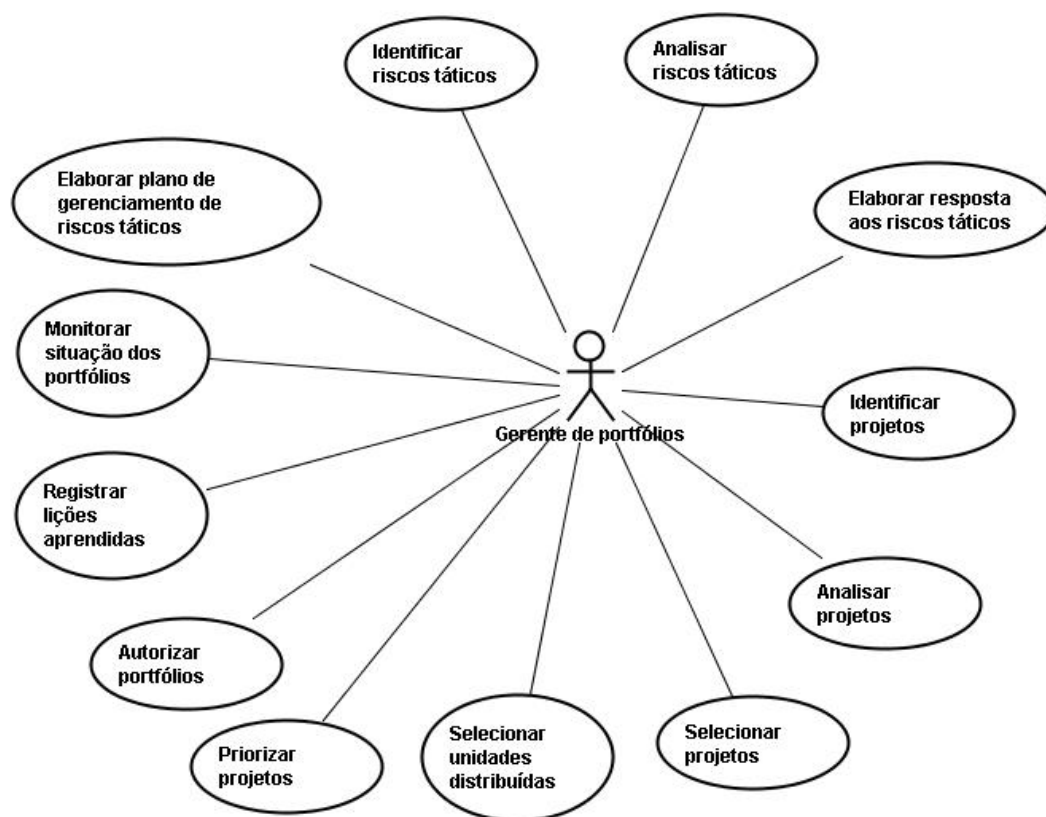 Identificar
riscos táticos
Analisar
riscos táticos
Elaborar plano de
gerenciamento de
riscos táticos
Elaborar resposta
aos riscos táticos
Monitorar
situação dos
portfólios
Gerente de portfólios
Identificar
projetos
Registrar
lições
aprendidas
Analisar
projetos
Autorizar
portfólios
Priorizar
projetos
Selecionar
unidades
distribuídas
Selecionar
projetos